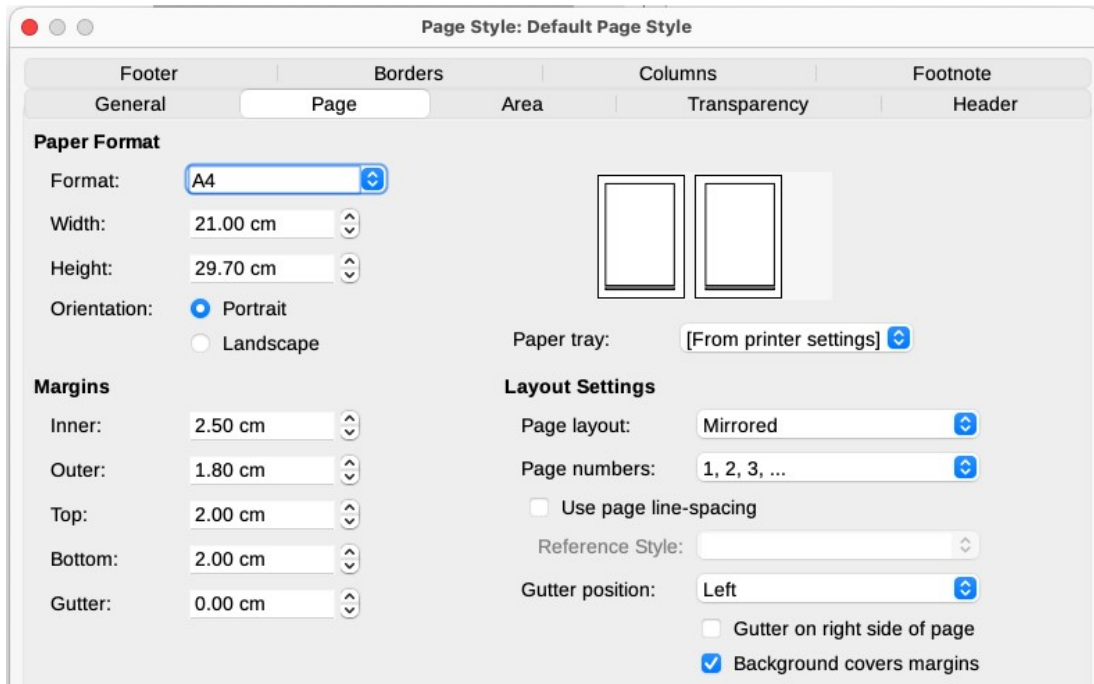 Page Style: Default Page Style
Footer Borders Columns Footnote
General Page Area Transparency Header
Paper Format
Format: A4
Width: 21.00 cm
Height: 29.70 cm
Orientation: Portrait
Landscape
Paper tray: [From printer settings]
Margins
Inner: 2.50 cm
Outer: 1.80 cm
Top: 2.00 cm
Bottom: 2.00 cm
Gutter: 0.00 cm
Layout Settings
Page layout: Mirrored
Page numbers: 1, 2, 3, ...
Use page line-spacing
Reference Style:
Gutter position: Left
Gutter on right side of page
Background covers margins